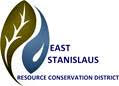 EAST
STANISLAUS
RESOURCE CONSERVATION DISTRICT